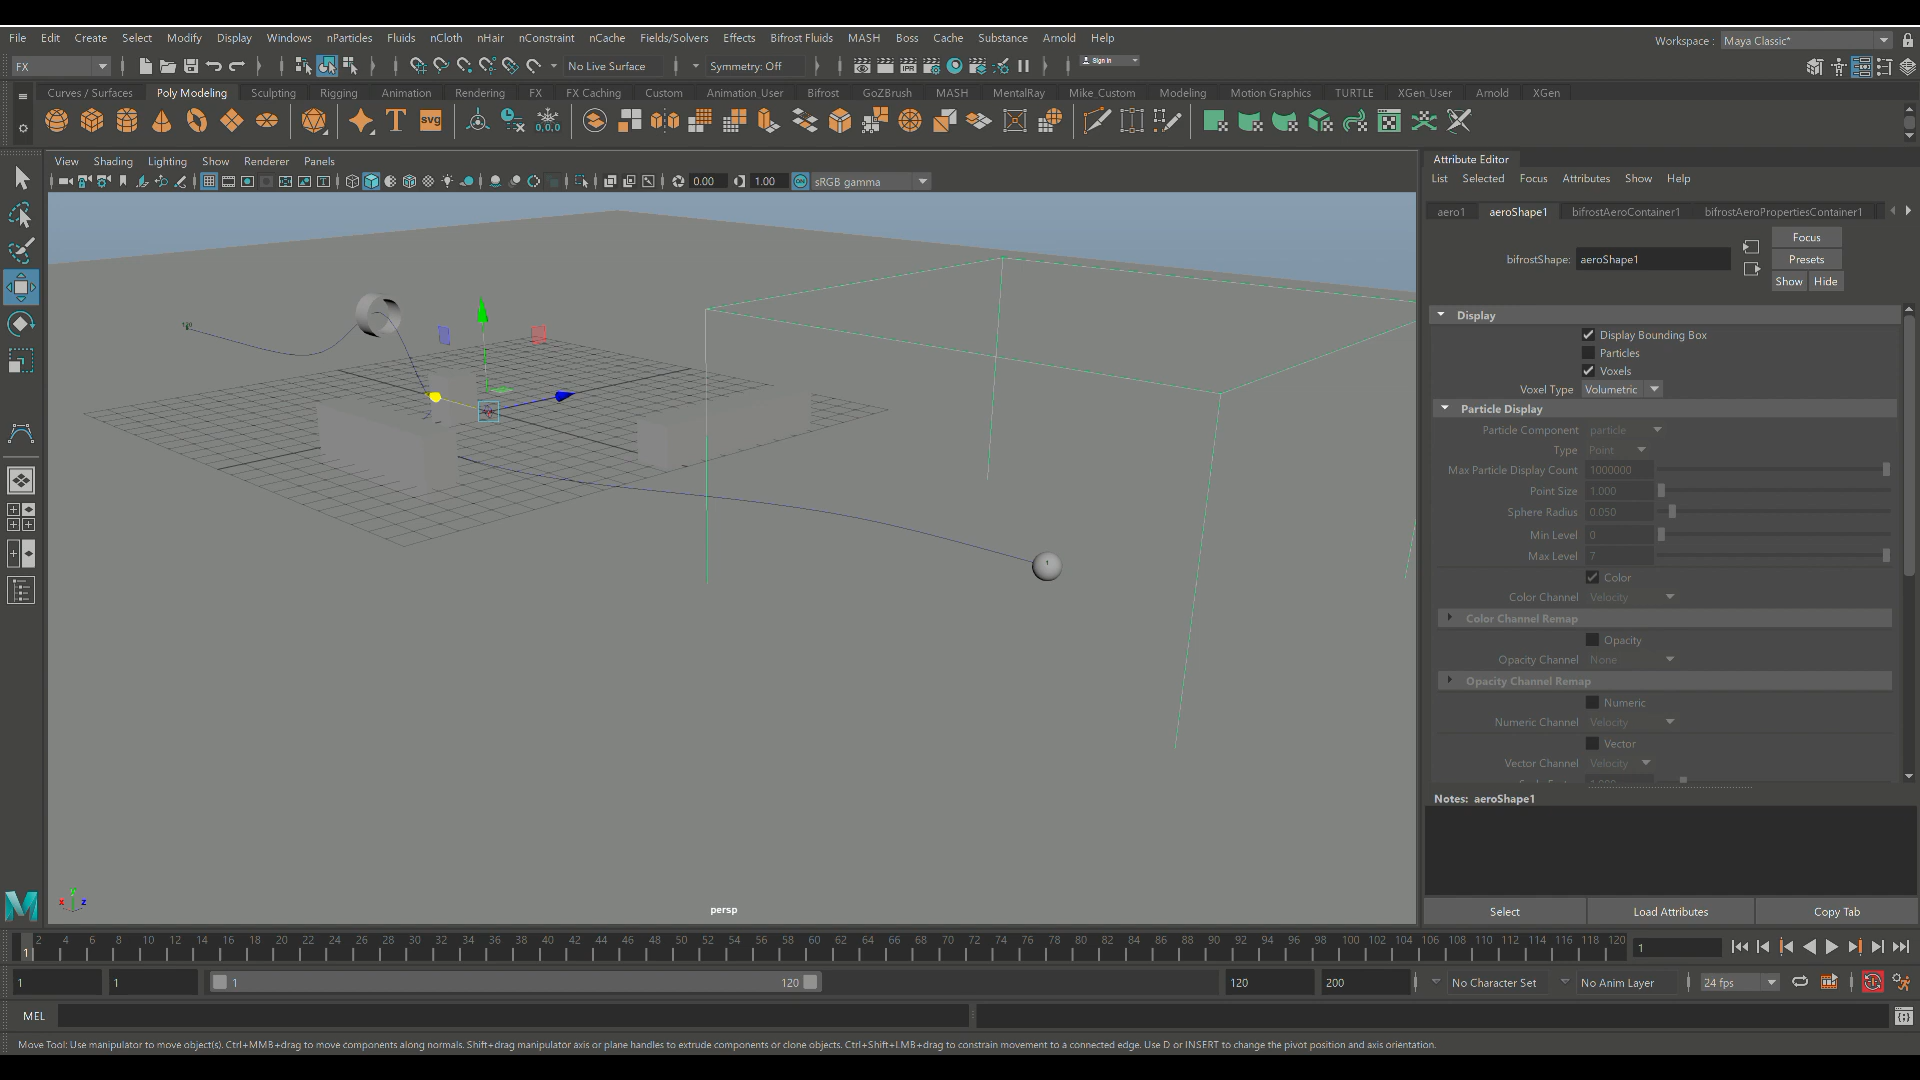 File Edit Create Select Modify Display Windows nParticles Fluids nCloth nHair nConstraint nCache Fields/Solvers Effects Bifrost Fluids MASH Boss Cache Substance Arnold Help
Workspace : Maya Classic*
FX No Live Surface Symmetry: Off Sign In
Curves / Surfaces Poly Modeling Sculpting Rigging Animation Rendering FX FX Caching Custom Animation_User Bifrost GoZBrush MASH MentalRay Mike_Custom Modeling Motion Graphics TURTLE XGen_User Arnold XGen
T svg 0,0,0
View Shading Lighting Show Renderer Panels
0.00 1.00 ON sRGB gamma
120
1
persp
y
x z
M
Attribute Editor
List Selected Focus Attributes Show Help
aero1 aeroShape1 bifrostAeroContainer1 bifrostAeroPropertiesContainer1
Focus
bifrostShape: aeroShape1 Presets
Show Hide
Display
Display Bounding Box
Particles
Voxels
Voxel Type Volumetric
Particle Display
Particle Component particle
Type Point
Max Particle Display Count 1000000
Point Size 1.000
Sphere Radius 0.050
Min Level 0
Max Level 7
Color
Color Channel Velocity
Color Channel Remap
Opacity
Opacity Channel None
Opacity Channel Remap
Numeric
Numeric Channel Velocity
Vector
Vector Channel Velocity
Notes: aeroShape1
Select Load Attributes Copy Tab
2 4 6 8 10 12 14 16 18 20 22 24 26 28 30 32 34 36 38 40 42 44 46 48 50 52 54 56 58 60 62 64 66 68 70 72 74 76 78 80 82 84 86 88 90 92 94 96 98 100 102 104 106 108 110 112 114 116 118 120
1 1
1 1 1 120 120 200 No Character Set No Anim Layer 24 fps
MEL
Move Tool: Use manipulator to move object(s). Ctrl+MMB+drag to move components along normals. Shift+drag manipulator axis or plane handles to extrude components or clone objects. Ctrl+Shift+LMB+drag to constrain movement to a connected edge. Use D or INSERT to change the pivot position and axis orientation.